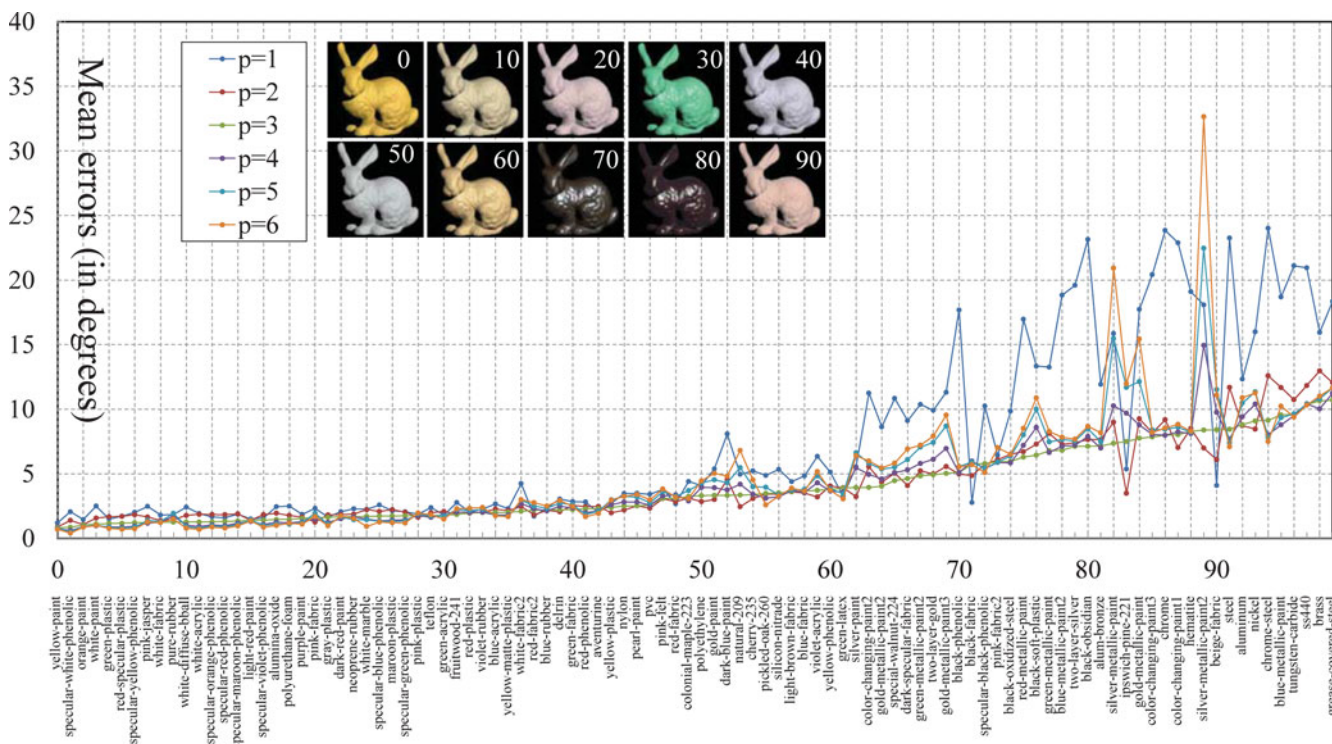 40
35
30
25
20
15
10
5
0
Mean errors (in degrees)
p=1
p=2
p=3
p=4
p=5
p=6
0
10
20
30
40
50
60
70
80
90
0 10 20 30 40 50 60 70 80 90
yellow-paint
specular-white-phenolic
orange-paint
white-paint
green-plastic
red-specular-plastic
specular-yellow-phenolic
pink-jasper
white-fabric
pure-rubber
white-diffuse-bball
white-acrylic
specular-orange-phenolic
specular-red-phenolic
pecular-maroon-phenolic
light-red-paint
specular-violet-phenolic
alumina-oxide
polyurethane-foam
purple-paint
pink-fabric
gray-plastic
dark-red-paint
neoprene-rubber
white-marble
specular-blue-phenolic
maroon-plastic
specular-green-phenolic
pink-plastic
teflon
green-acrylic
fruitwood-241
red-plastic
violet-rubber
blue-acrylic
yellow-matte-plastic
white-fabric2
red-fabric2
blue-rubber
delrin
green-fabric
red-phenolic
aventurnine
yellow-plastic
nylon
pearl-paint
pvc
pink-felt
red-fabric
colonial-maple-223
polyethylene
gold-paint
dark-blue-paint
natural-209
cherry-235
pickled-oak-260
silicon-nitrade
light-brown-fabric
blue-fabric
violet-acrylic
yellow-phenolic
green-latex
silver-paint
color-changing-paint2
gold-metallic-paint2
special-walnut-224
dark-specular-fabric
green-metallic-paint2
two-layer-gold
gold-metallic-paint3
black-phenolic
black-fabric
specular-black-phenolic
pink-fabric2
black-oxidized-steel
red-metallic-paint
black-soft-plastic
green-metallic-paint
blue-metallic-paint2
two-layer-silver
black-obsidian
alum-bronze
silver-metallic-paint
ipswich-pine-221
gold-metallic-paint
color-changing-paint3
chrome
color-changing-paint1
hematite
silver-metallic-paint2
beige-fabric
steel
aluminum
nickel
chrome-steel
blue-metallic-paint
tungsten-carbide
ss440
brass